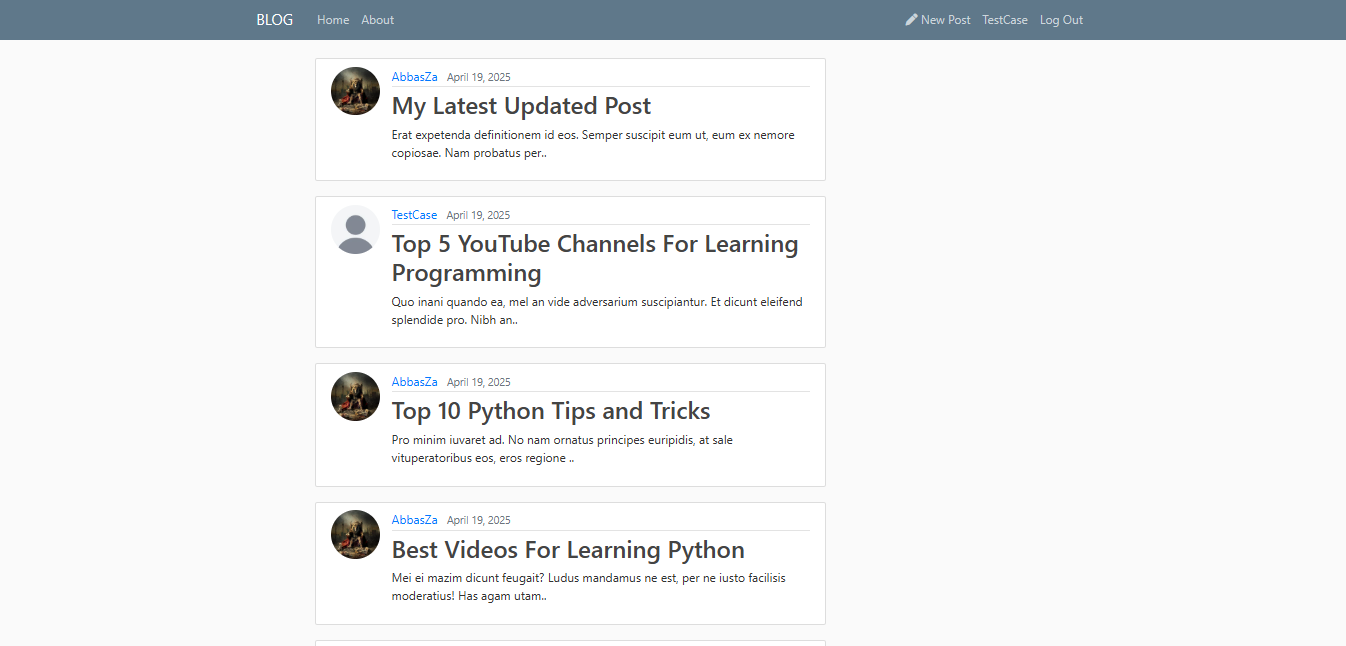 BLOG Home About New Post TestCase Log Out
AbbasZa April 19, 2025
My Latest Updated Post
Erat expetenda definitionem id eos. Semper suscipit eum ut, eum ex nemore
copiosae. Nam probatus per..
TestCase April 19, 2025
Top 5 YouTube Channels For Learning
Programming
Quo inani quando ea, mel an vide adversarium suscipiantur. Et dicunt eleifend
splendide pro. Nibh an..
AbbasZa April 19, 2025
Top 10 Python Tips and Tricks
Pro minim iuvaret ad. No nam ornatus principes euripidis, at sale
vituperatoribus eos, eros regione ..
AbbasZa April 19, 2025
Best Videos For Learning Python
Mei ei mazim dicunt feugait? Ludus mandamus ne est, per ne iusto facilisis
moderatius! Has agam utam..